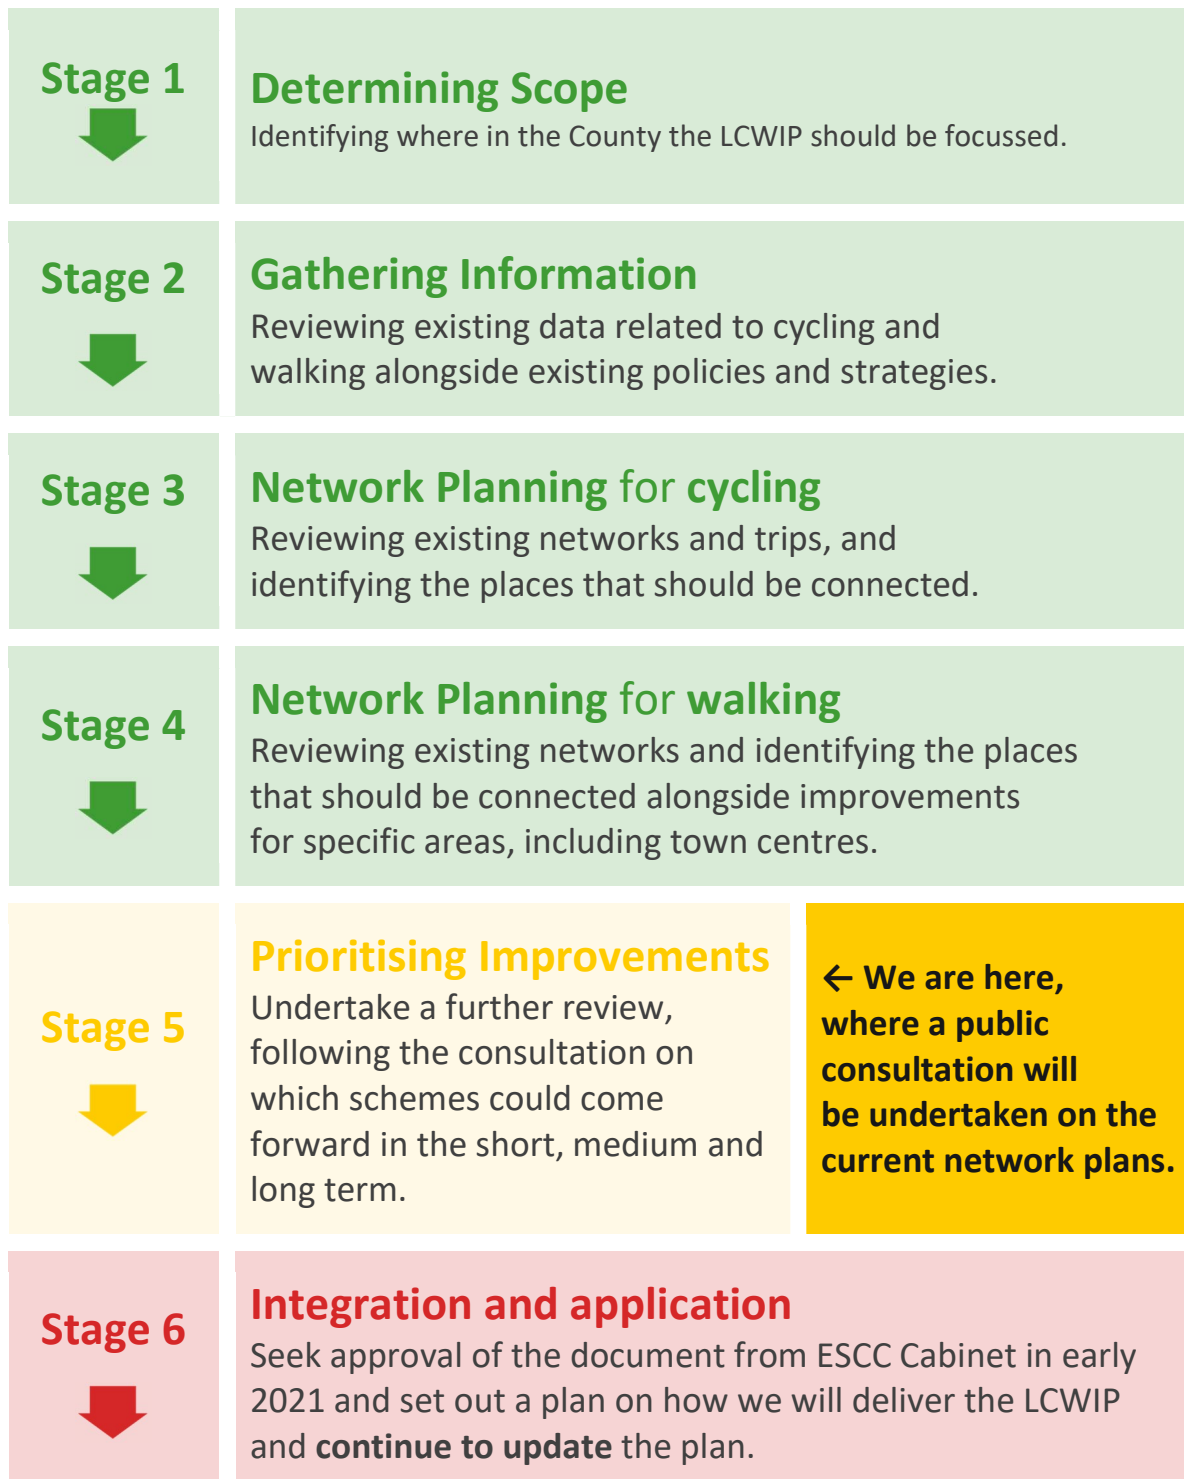 Stage 1
Determining Scope
Identifying where in the County the LCWIP should be focussed.
Stage 2
Gathering Information
Reviewing existing data related to cycling and
walking alongside existing policies and strategies.
Stage 3
Network Planning for cycling
Reviewing existing networks and trips, and
identifying the places that should be connected.
Stage 4
Network Planning for walking
Reviewing existing networks and identifying the places
that should be connected alongside improvements
for specific areas, including town centres.
Stage 5
Prioritising Improvements
Undertake a further review,
following the consultation on
which schemes could come
forward in the short, medium and
long term.
← We are here,
where a public
consultation will
be undertaken on the
current network plans.
Stage 6
Integration and application
Seek approval of the document from ESCC Cabinet in early
2021 and set out a plan on how we will deliver the LCWIP
and continue to update the plan.